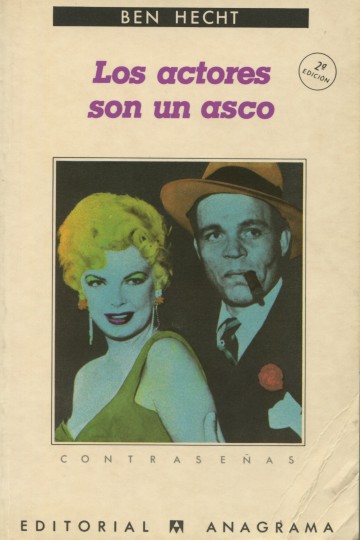 BEN HECHT
Los actores
son un asco
2ª
EDICIÓN
CONTRASEÑAS
EDITORIAL ANAGRAMA